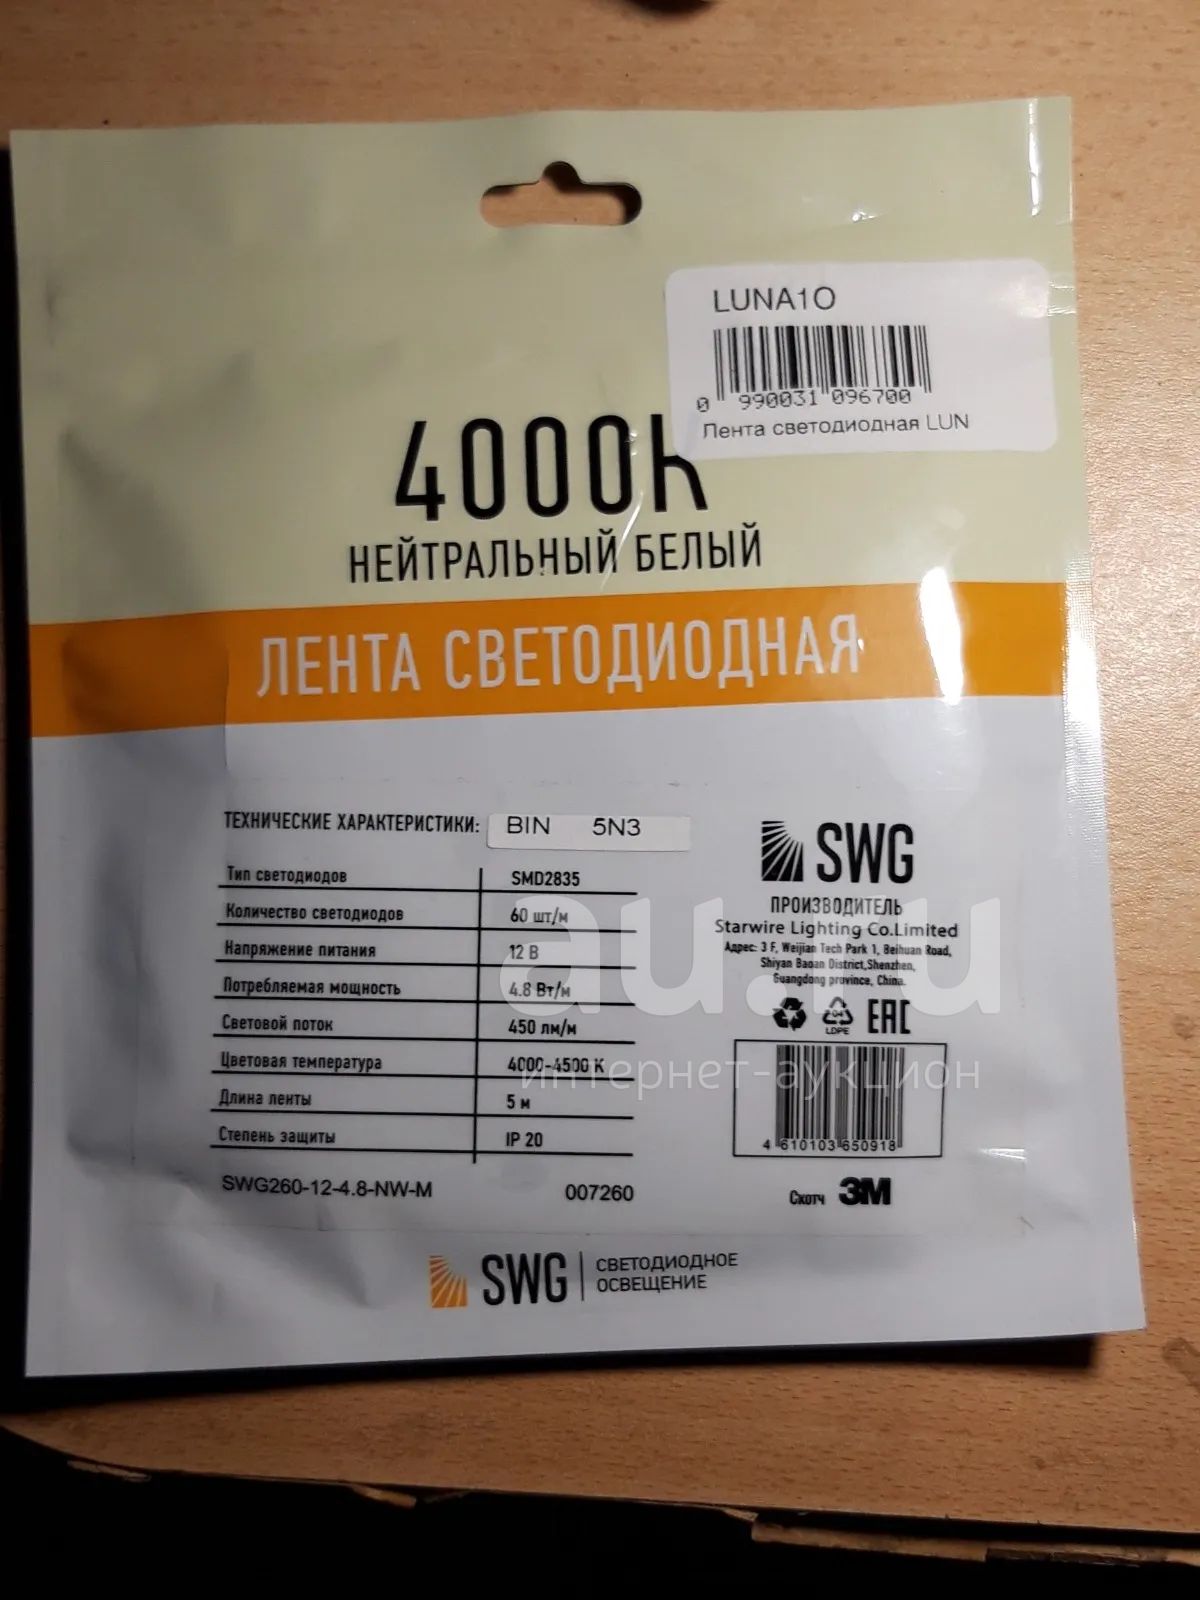 LUNA1O
0 990031 096700
Лента светодиодная LUN
4000К
НЕЙТРАЛЬНЫЙ БЕЛЫЙ
ЛЕНТА СВЕТОДИОДНАЯ
ТЕХНИЧЕСКИЕ ХАРАКТЕРИСТИКИ: BIN 5N3
Тип светодиодов SMD2835
Количество светодиодов 60 шт/м
Напряжение питания 12 В
Потребляемая мощность 4.8 Вт/м
Световой поток 450 лм/м
Цветовая температура 4000-4500 К
Длина ленты 5 м
Степень защиты IP 20
SWG260-12-4.8-NW-M 007260
SWG
ПРОИЗВОДИТЕЛЬ
Starwire Lighting Co.Limited
Адрес: 3 F, Weijian Tech Park 1, Beihuan Road,
Shiyan Baoan District,Shenzhen,
Guangdong province, China.
04
LDPE
EAC
4 610103 650918
Скотч 3M
SWG СВЕТОДИОДНОЕ
ОСВЕЩЕНИЕ
au.ru
интернет-аукцион